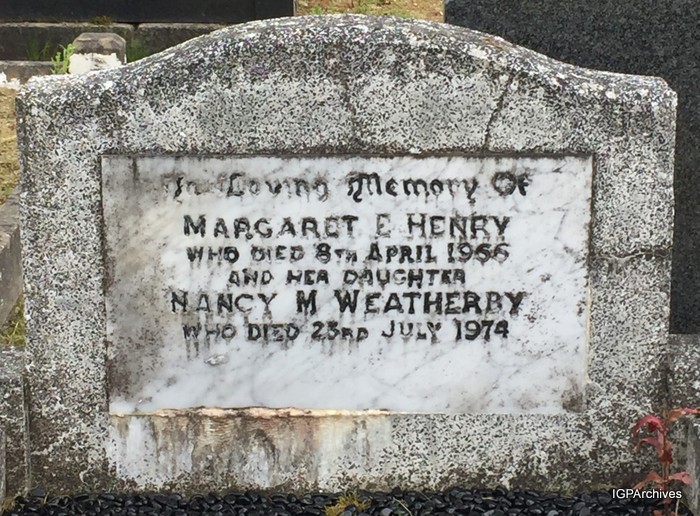 In Loving Memory Of
MARGARET E HENRY
WHO DIED 8TH APRIL 1966
AND HER DAUGHTER
NANCY M WEATHERBY
WHO DIED 23RD JULY 1974
IGPArchives